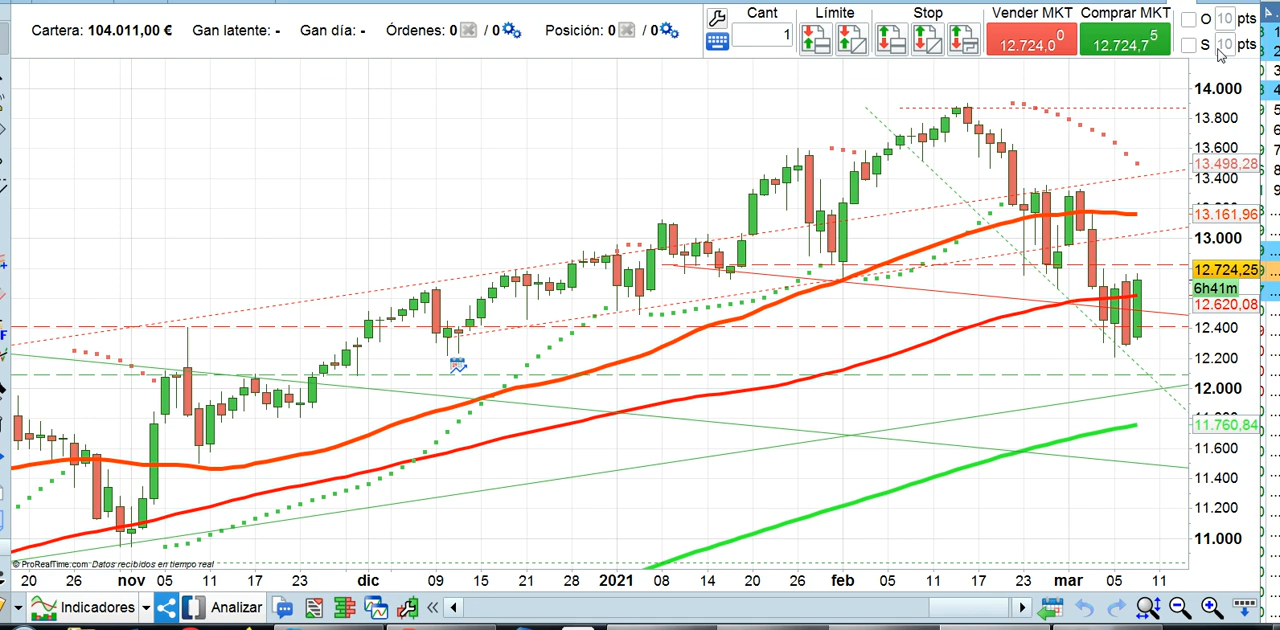 Cartera: 104.011,00 € Gan latente: - Gan día: - Órdenes: 0 / 0 Posición: 0 / 0
Cant
1
Límite
Stop
Vender MKT Comprar MKT
12.724,0 12.724,7 5
O 10 pts
S 10 pts
14.000
13.800
13.600
13.498,28
13.400
13.161,96
13.000
12.724,25
6h41m
12.620,08
12.400
12.200
12.000
11.760,84
11.600
11.400
11.200
11.000
© ProRealTime.com Datos recibidos en tiempo real
20 26 nov 05 11 17 23 dic 09 15 21 28 2021 08 14 20 26 feb 05 11 17 23 mar 05 11
Indicadores Analizar